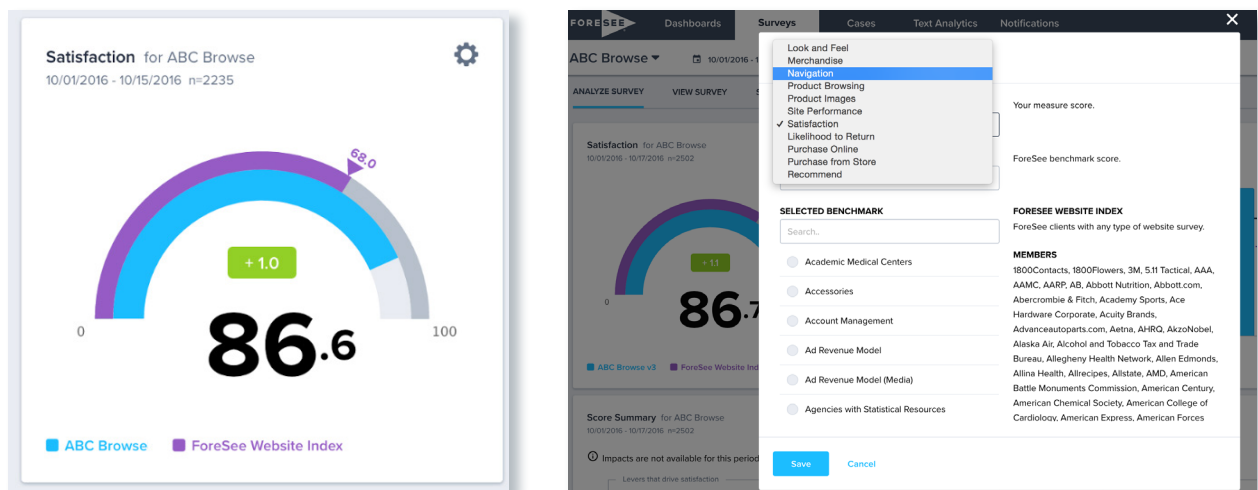 Satisfaction for ABC Browse
10/01/2016 - 10/15/2016 n=2235
68.0
+ 1.0
0
86.6
100
ABC Browse ForeSee Website Index
FORESEE Dashboards Surveys Cases Text Analytics Notifications
ABC Browse 10/01/2016 - 1
ANALYZE SURVEY VIEW SURVEY S
Satisfaction for ABC Browse
10/01/2016 - 10/17/2016 n=2502
+ 1.1
0
86.7
ABC Browse v3 ForeSee Website Ind
Score Summary for ABC Browse
10/01/2016 - 10/17/2016 n=2502
Impacts are not available for this period
Levers that drive satisfaction
Look and Feel
Merchandise
Navigation
Product Browsing
Product Images
Site Performance
✓ Satisfaction
Likelihood to Return
Purchase Online
Purchase from Store
Recommend
Your measure score.
ForeSee benchmark score.
SELECTED BENCHMARK
Search..
Academic Medical Centers
Accessories
Account Management
Ad Revenue Model
Ad Revenue Model (Media)
Agencies with Statistical Resources
FORESEE WEBSITE INDEX
ForeSee clients with any type of website survey.
MEMBERS
1800Contacts, 1800Flowers, 3M, 5.11 Tactical, AAA,
AAMC, AARP, AB, Abbott Nutrition, Abbott.com,
Abercrombie & Fitch, Academy Sports, Ace
Hardware Corporate, Acuity Brands,
Advanceautoparts.com, Aetna, AHRQ, AkzoNobel,
Alaska Air, Alcohol and Tobacco Tax and Trade
Bureau, Allegheny Health Network, Allen Edmonds,
Allina Health, Allrecipes, Allstate, AMD, American
Battle Monuments Commission, American Century,
American Chemical Society, American College of
Cardiology, American Express, American Forces
Save Cancel